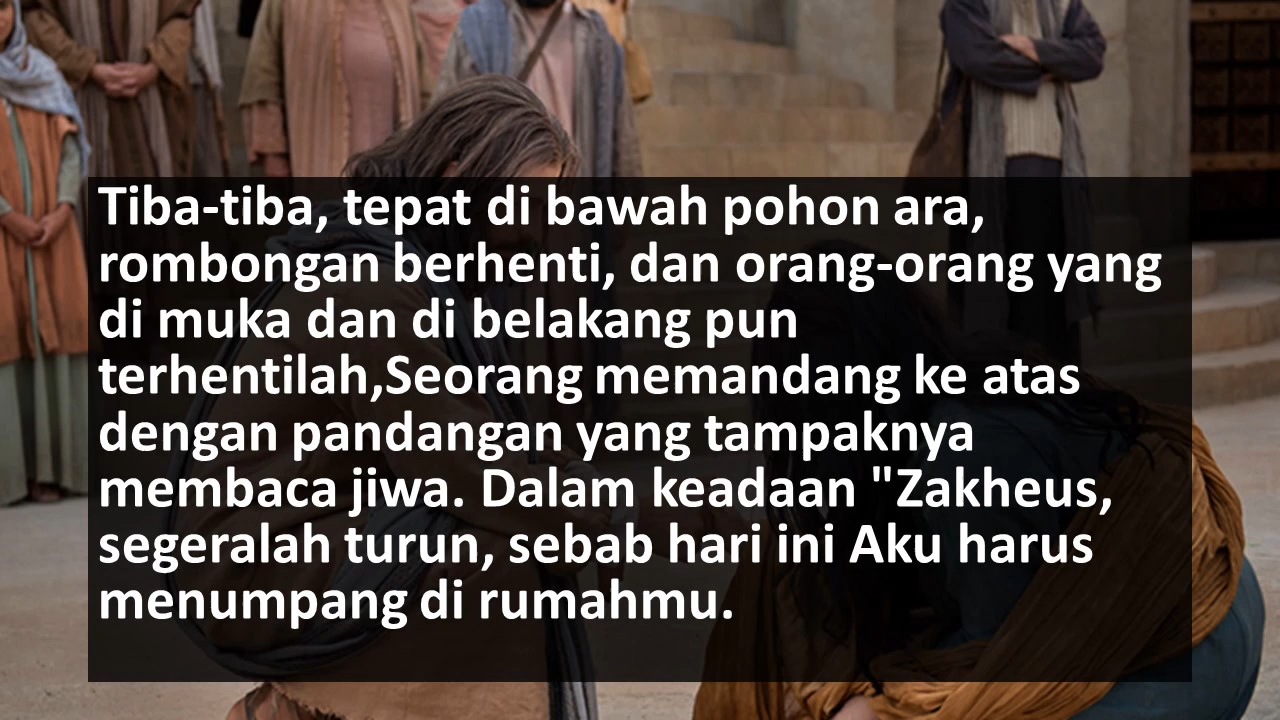 Tiba-tiba, tepat di bawah pohon ara,
rombongan berhenti, dan orang-orang yang
di muka dan di belakang pun
terhentilah,Seorang memandang ke atas
dengan pandangan yang tampaknya
membaca jiwa. Dalam keadaan "Zakheus,
segeralah turun, sebab hari ini Aku harus
menumpang di rumahmu.